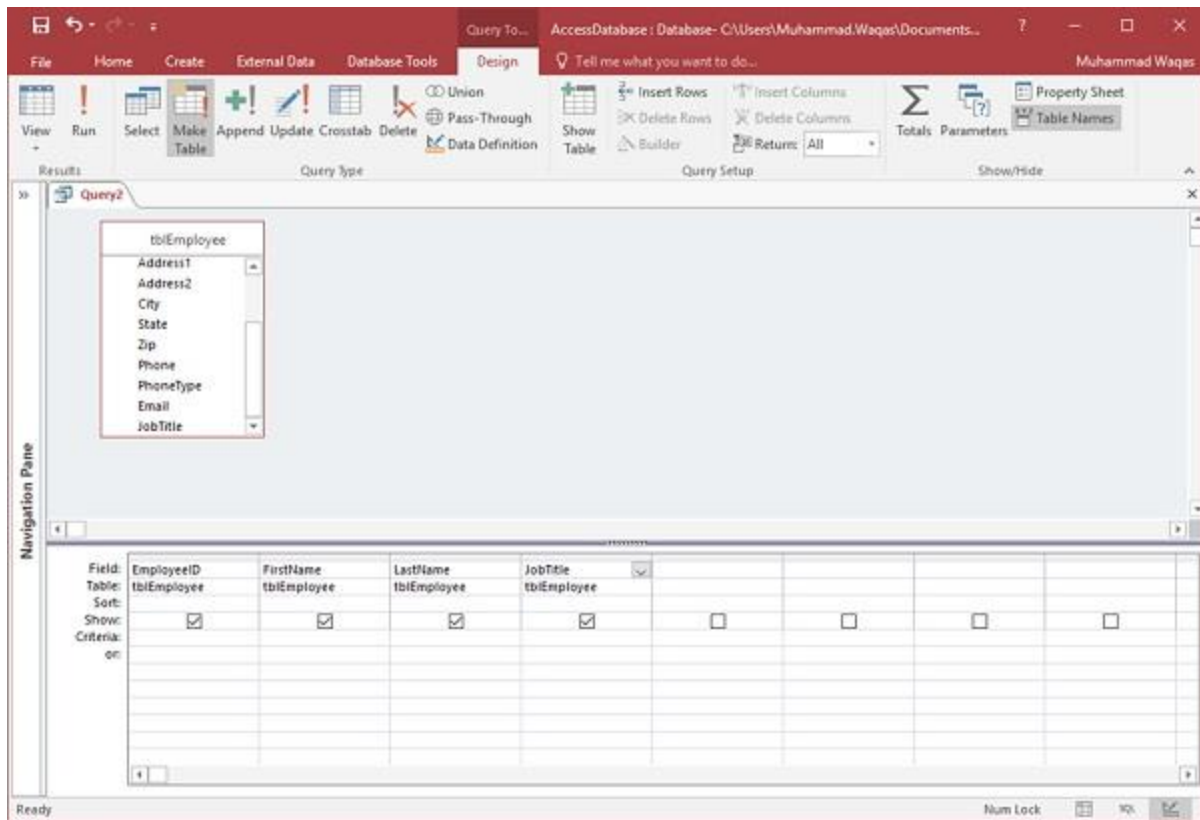 Query To... AccessDatabase : Database- C:\Users\Muhammad.Waqas\Documents... ?
File Home Create External Data Database Tools Design Tell me what you want to do... Muhammad Waqas
View Run Select Make Table Append Update Crosstab Delete Union Pass-Through Data Definition Show Table Insert Rows Delete Rows Builder Insert Columns Delete Columns Return: All Totals Parameters Property Sheet Table Names
Results Query Type Query Setup Show/Hide
Query2
tblEmployee
Address1
Address2
City
State
Zip
Phone
PhoneType
Email
JobTitle
Navigation Pane
Field: EmployeeID FirstName LastName JobTitle
Table: tblEmployee tblEmployee tblEmployee tblEmployee
Sort:
Show:
Criteria:
or:
Ready Num Lock SQL